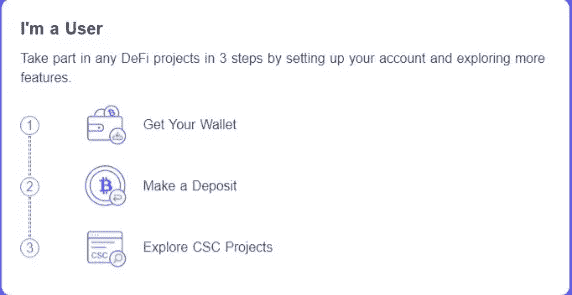 I'm a User
Take part in any DeFi projects in 3 steps by setting up your account and exploring more
features.
1 Get Your Wallet
2 Make a Deposit
3 CSC Explore CSC Projects